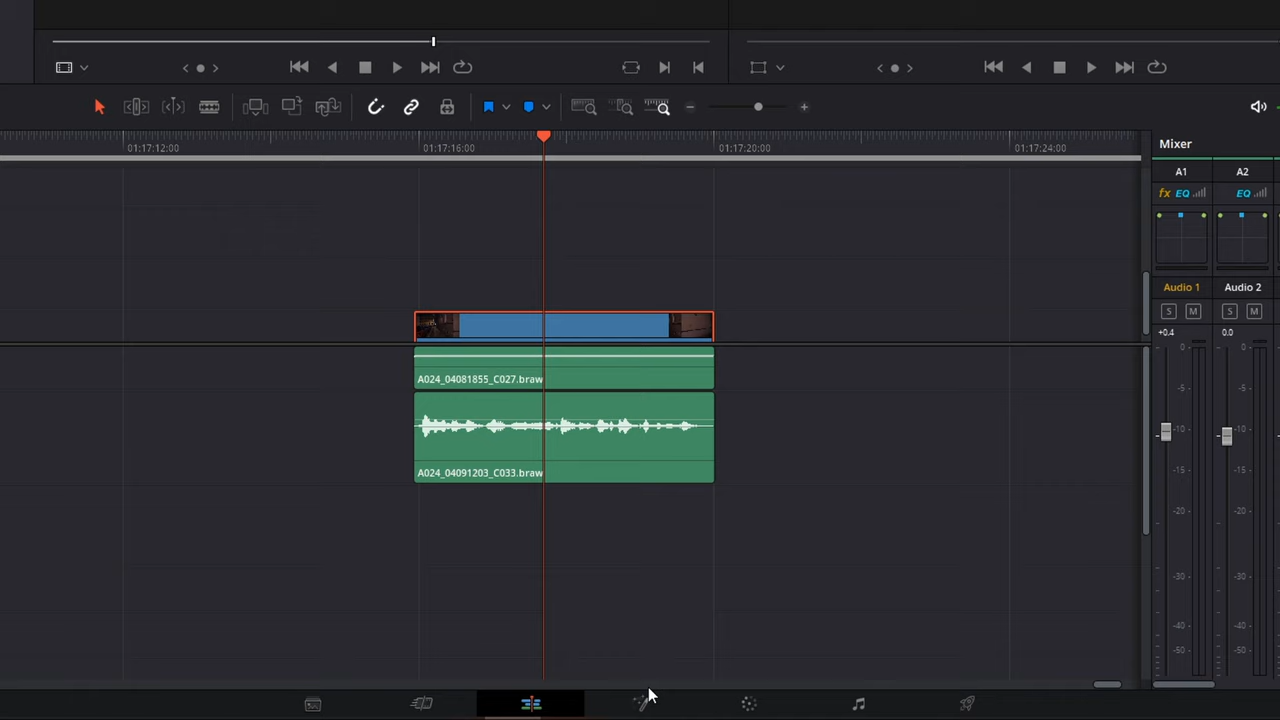 01:17:12:00
01:17:16:00
01:17:20:00
01:17:24:00
Mixer
A1 A2
fx EQ EQ
Audio 1 Audio 2
S M S M
+0.4 0.0
0 0
-5 -5
-10 -10
-15 -15
-20 -20
-30 -30
-40 -40
-50 -50
A024_04081855_C027.braw
A024_04091203_C033.braw